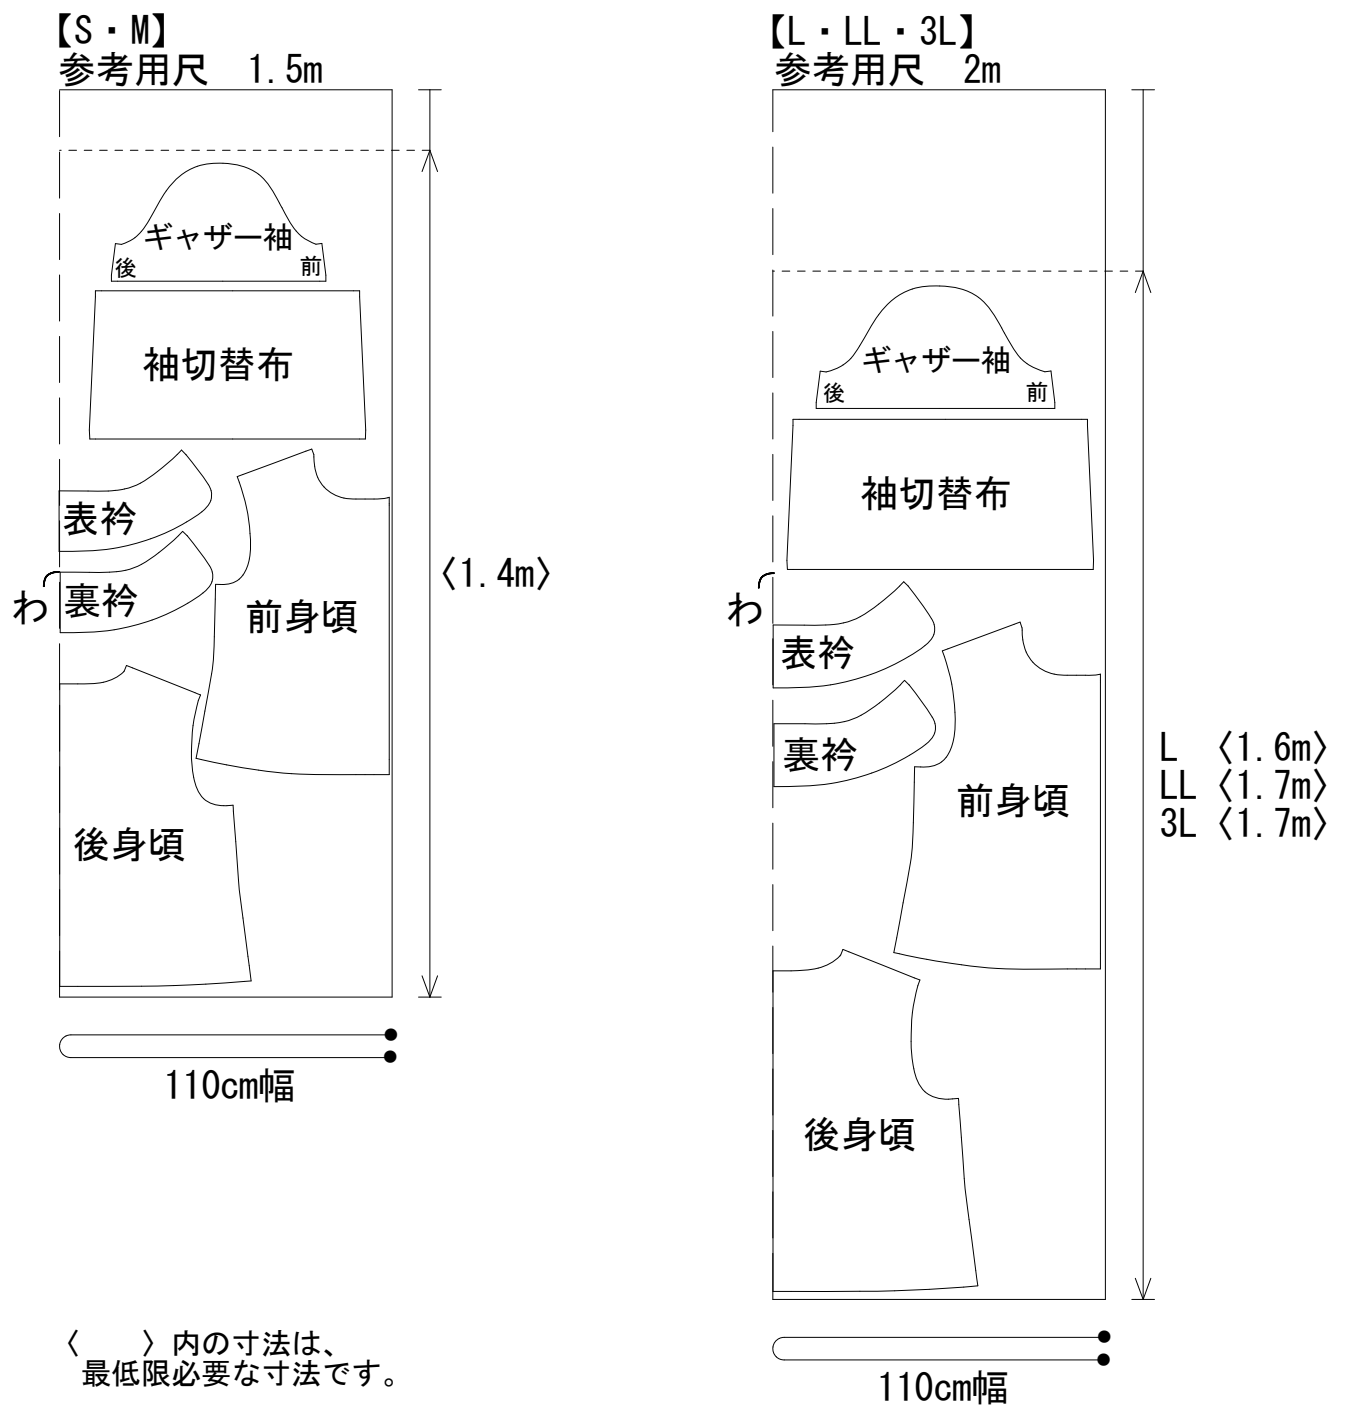 【S・M】
参考用尺　1.5m
ギャザー袖
後
前
袖切替布
表衿
裏衿
わ
前身頃
後身頃
〈1.4m〉
110cm幅
〈　　〉内の寸法は、
最低限必要な寸法です。
【L・LL・3L】
参考用尺　2m
ギャザー袖
後
前
袖切替布
わ
表衿
裏衿
前身頃
後身頃
L 〈1.6m〉
LL〈1.7m〉
3L〈1.7m〉
110cm幅